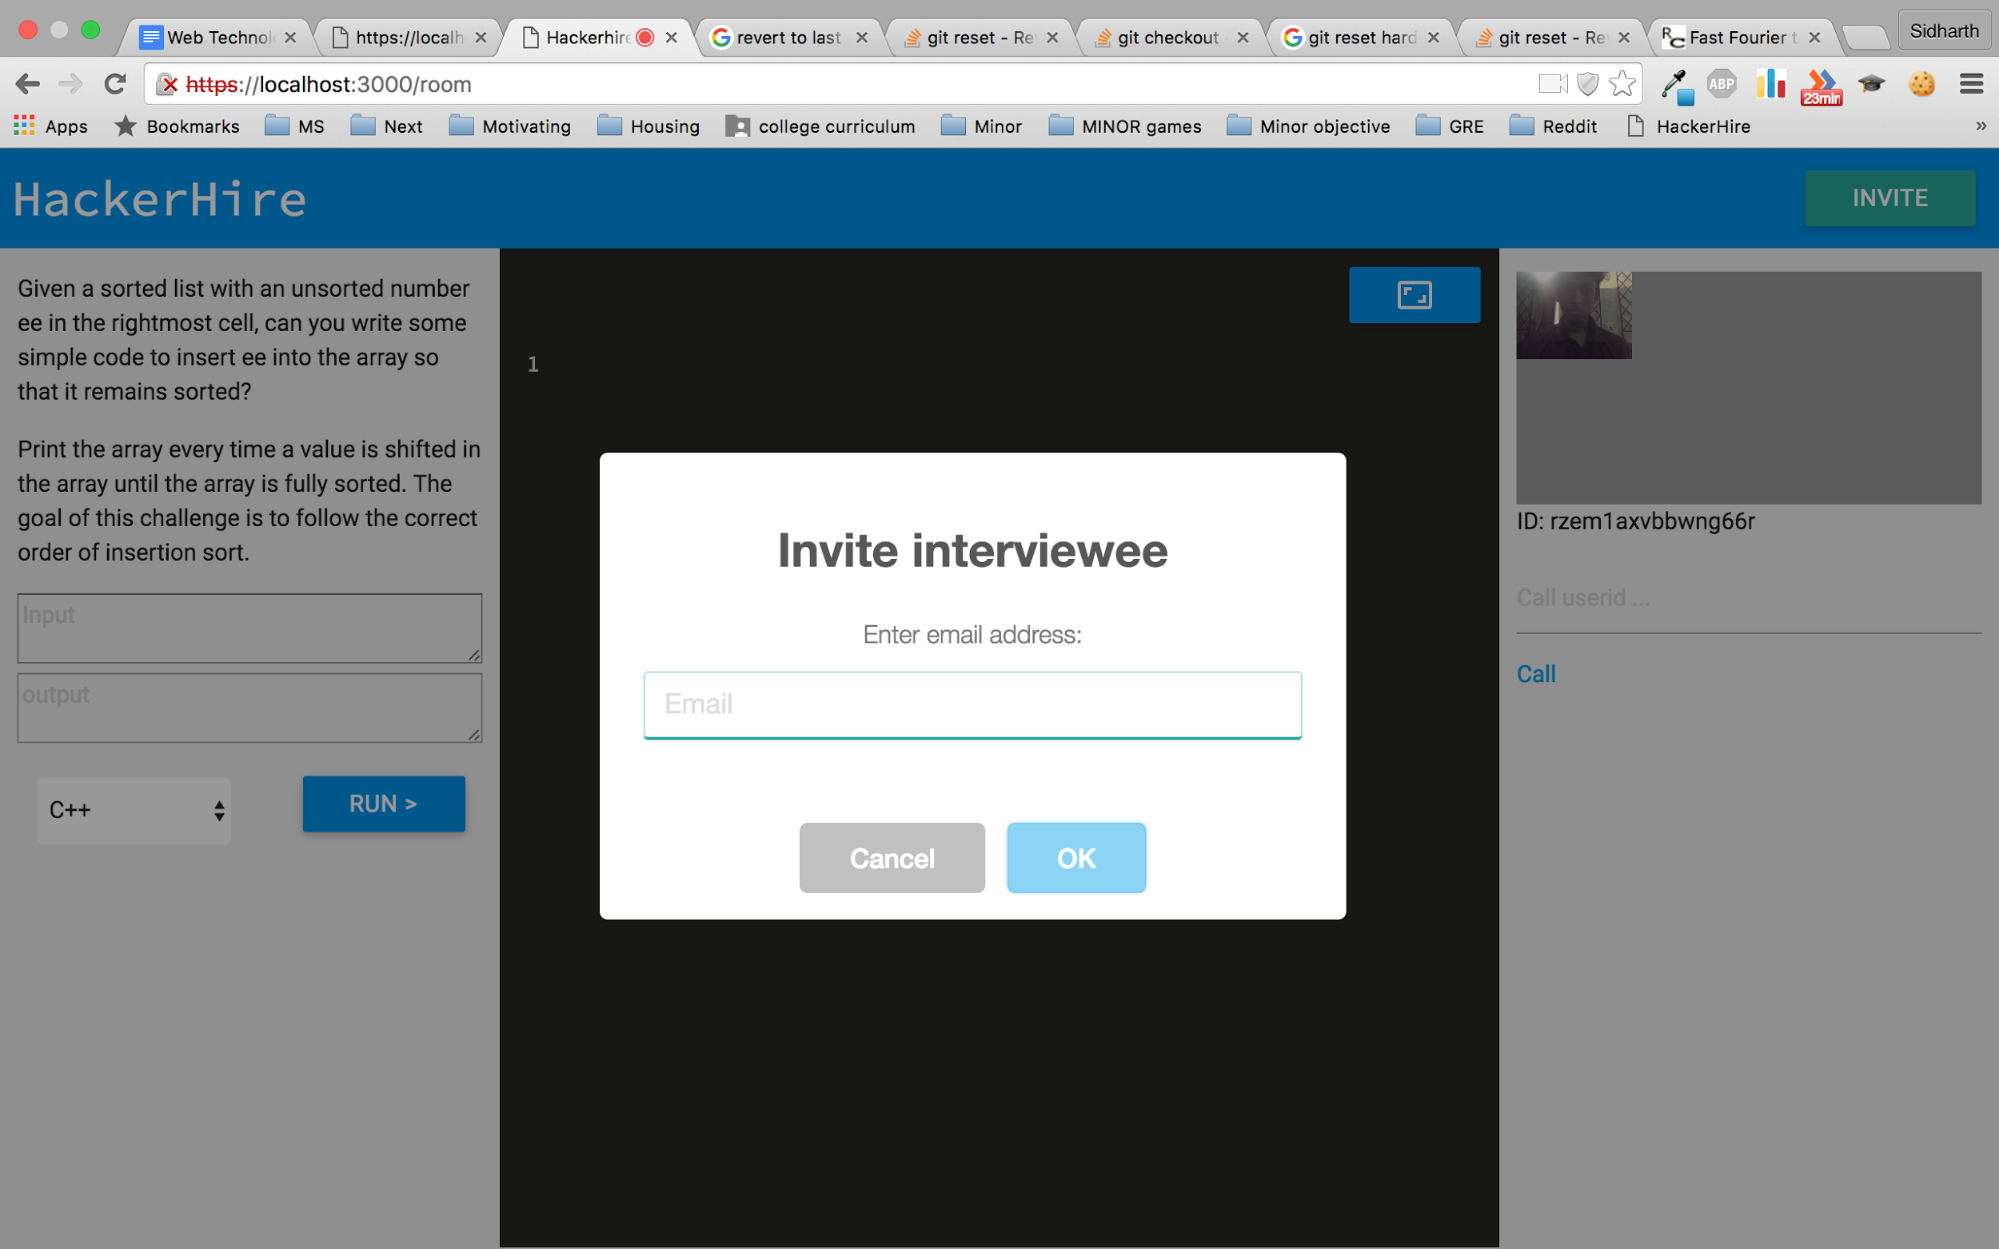 Web Technol
https://localh
Hackerhire
revert to last
git reset - Re
git checkout
git reset hard
git reset - Re
Fast Fourier t
Sidharth
https://localhost:3000/room
ABP
23min
Apps
Bookmarks
MS
Next
Motivating
Housing
college curriculum
Minor
MINOR games
Minor objective
GRE
Reddit
HackerHire
»
HackerHire
INVITE
Given a sorted list with an unsorted number
ee in the rightmost cell, can you write some
simple code to insert ee into the array so
that it remains sorted?
Print the array every time a value is shifted in
the array until the array is fully sorted. The
goal of this challenge is to follow the correct
order of insertion sort.
Input
output
C++
RUN >
1
Invite interviewee
Enter email address:
Email
Cancel
OK
ID: rzem1axvbbwng66r
Call userid ...
Call